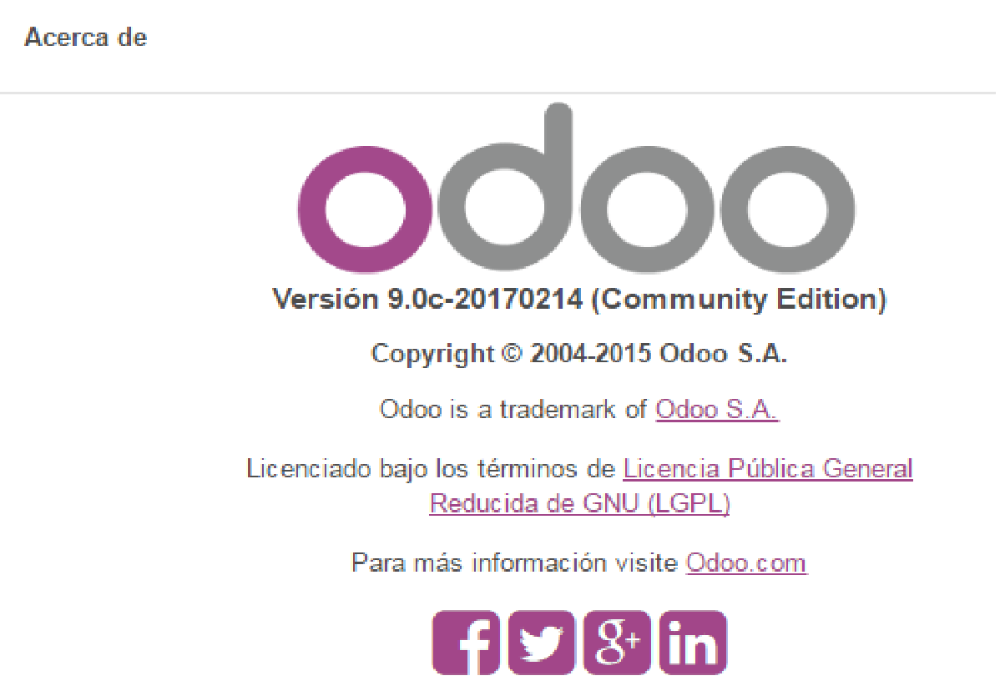 Acerca de
odoo
Versión 9.0c-20170214 (Community Edition)
Copyright © 2004-2015 Odoo S.A.
Odoo is a trademark of Odoo S.A.
Licenciado bajo los términos de Licencia Pública General
Reducida de GNU (LGPL)
Para más información visite Odoo.com
f g+ in